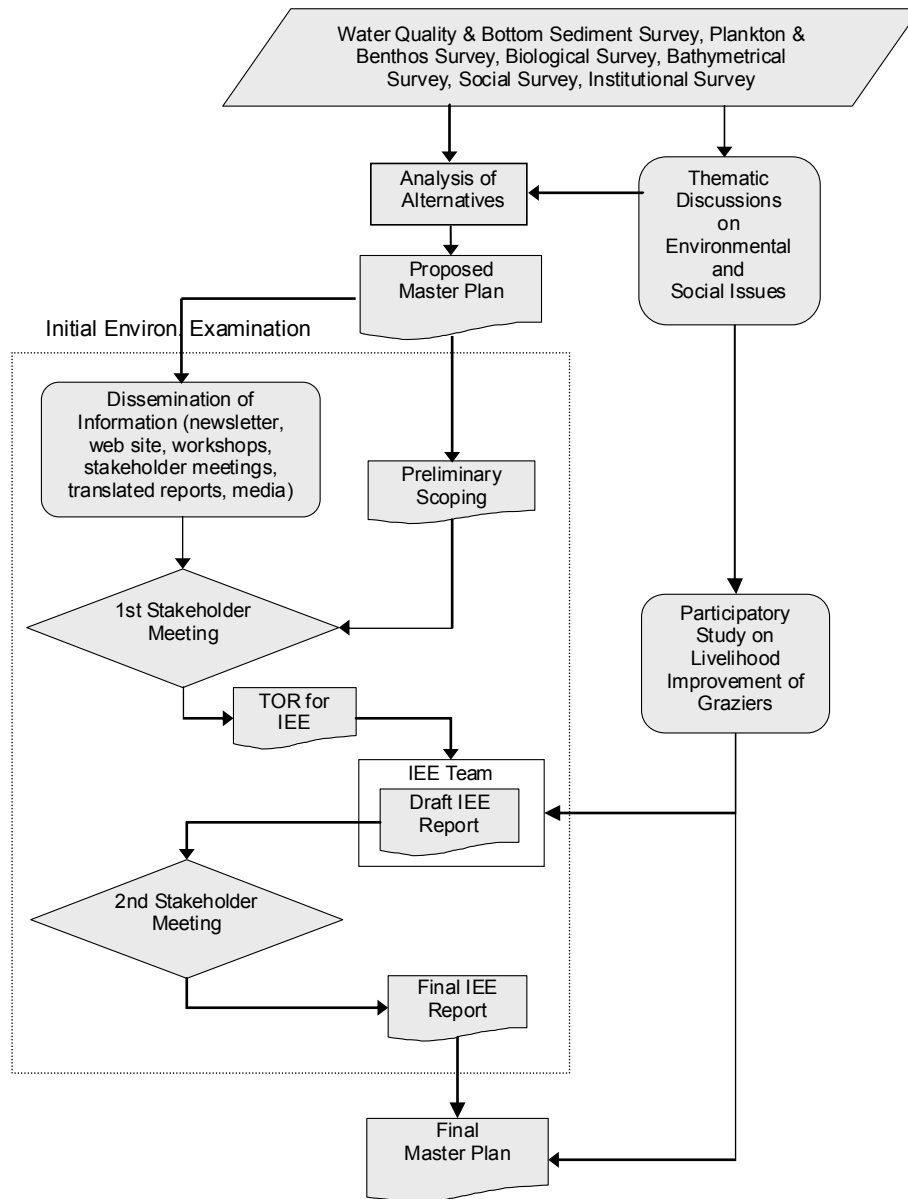 Water Quality & Bottom Sediment Survey, Plankton &
Benthos Survey, Biological Survey, Bathymetrical
Survey, Social Survey, Institutional Survey
Analysis of
Alternatives
Thematic
Discussions
on
Environmental
and
Social Issues
Proposed
Master Plan
Initial Environ. Examination
Dissemination of
Information (newsletter,
web site, workshops,
stakeholder meetings,
translated reports, media)
Preliminary
Scoping
1st Stakeholder
Meeting
Participatory
Study on
Livelihood
Improvement of
Graziers
TOR for
IEE
IEE Team
Draft IEE
Report
2nd Stakeholder
Meeting
Final IEE
Report
Final
Master Plan